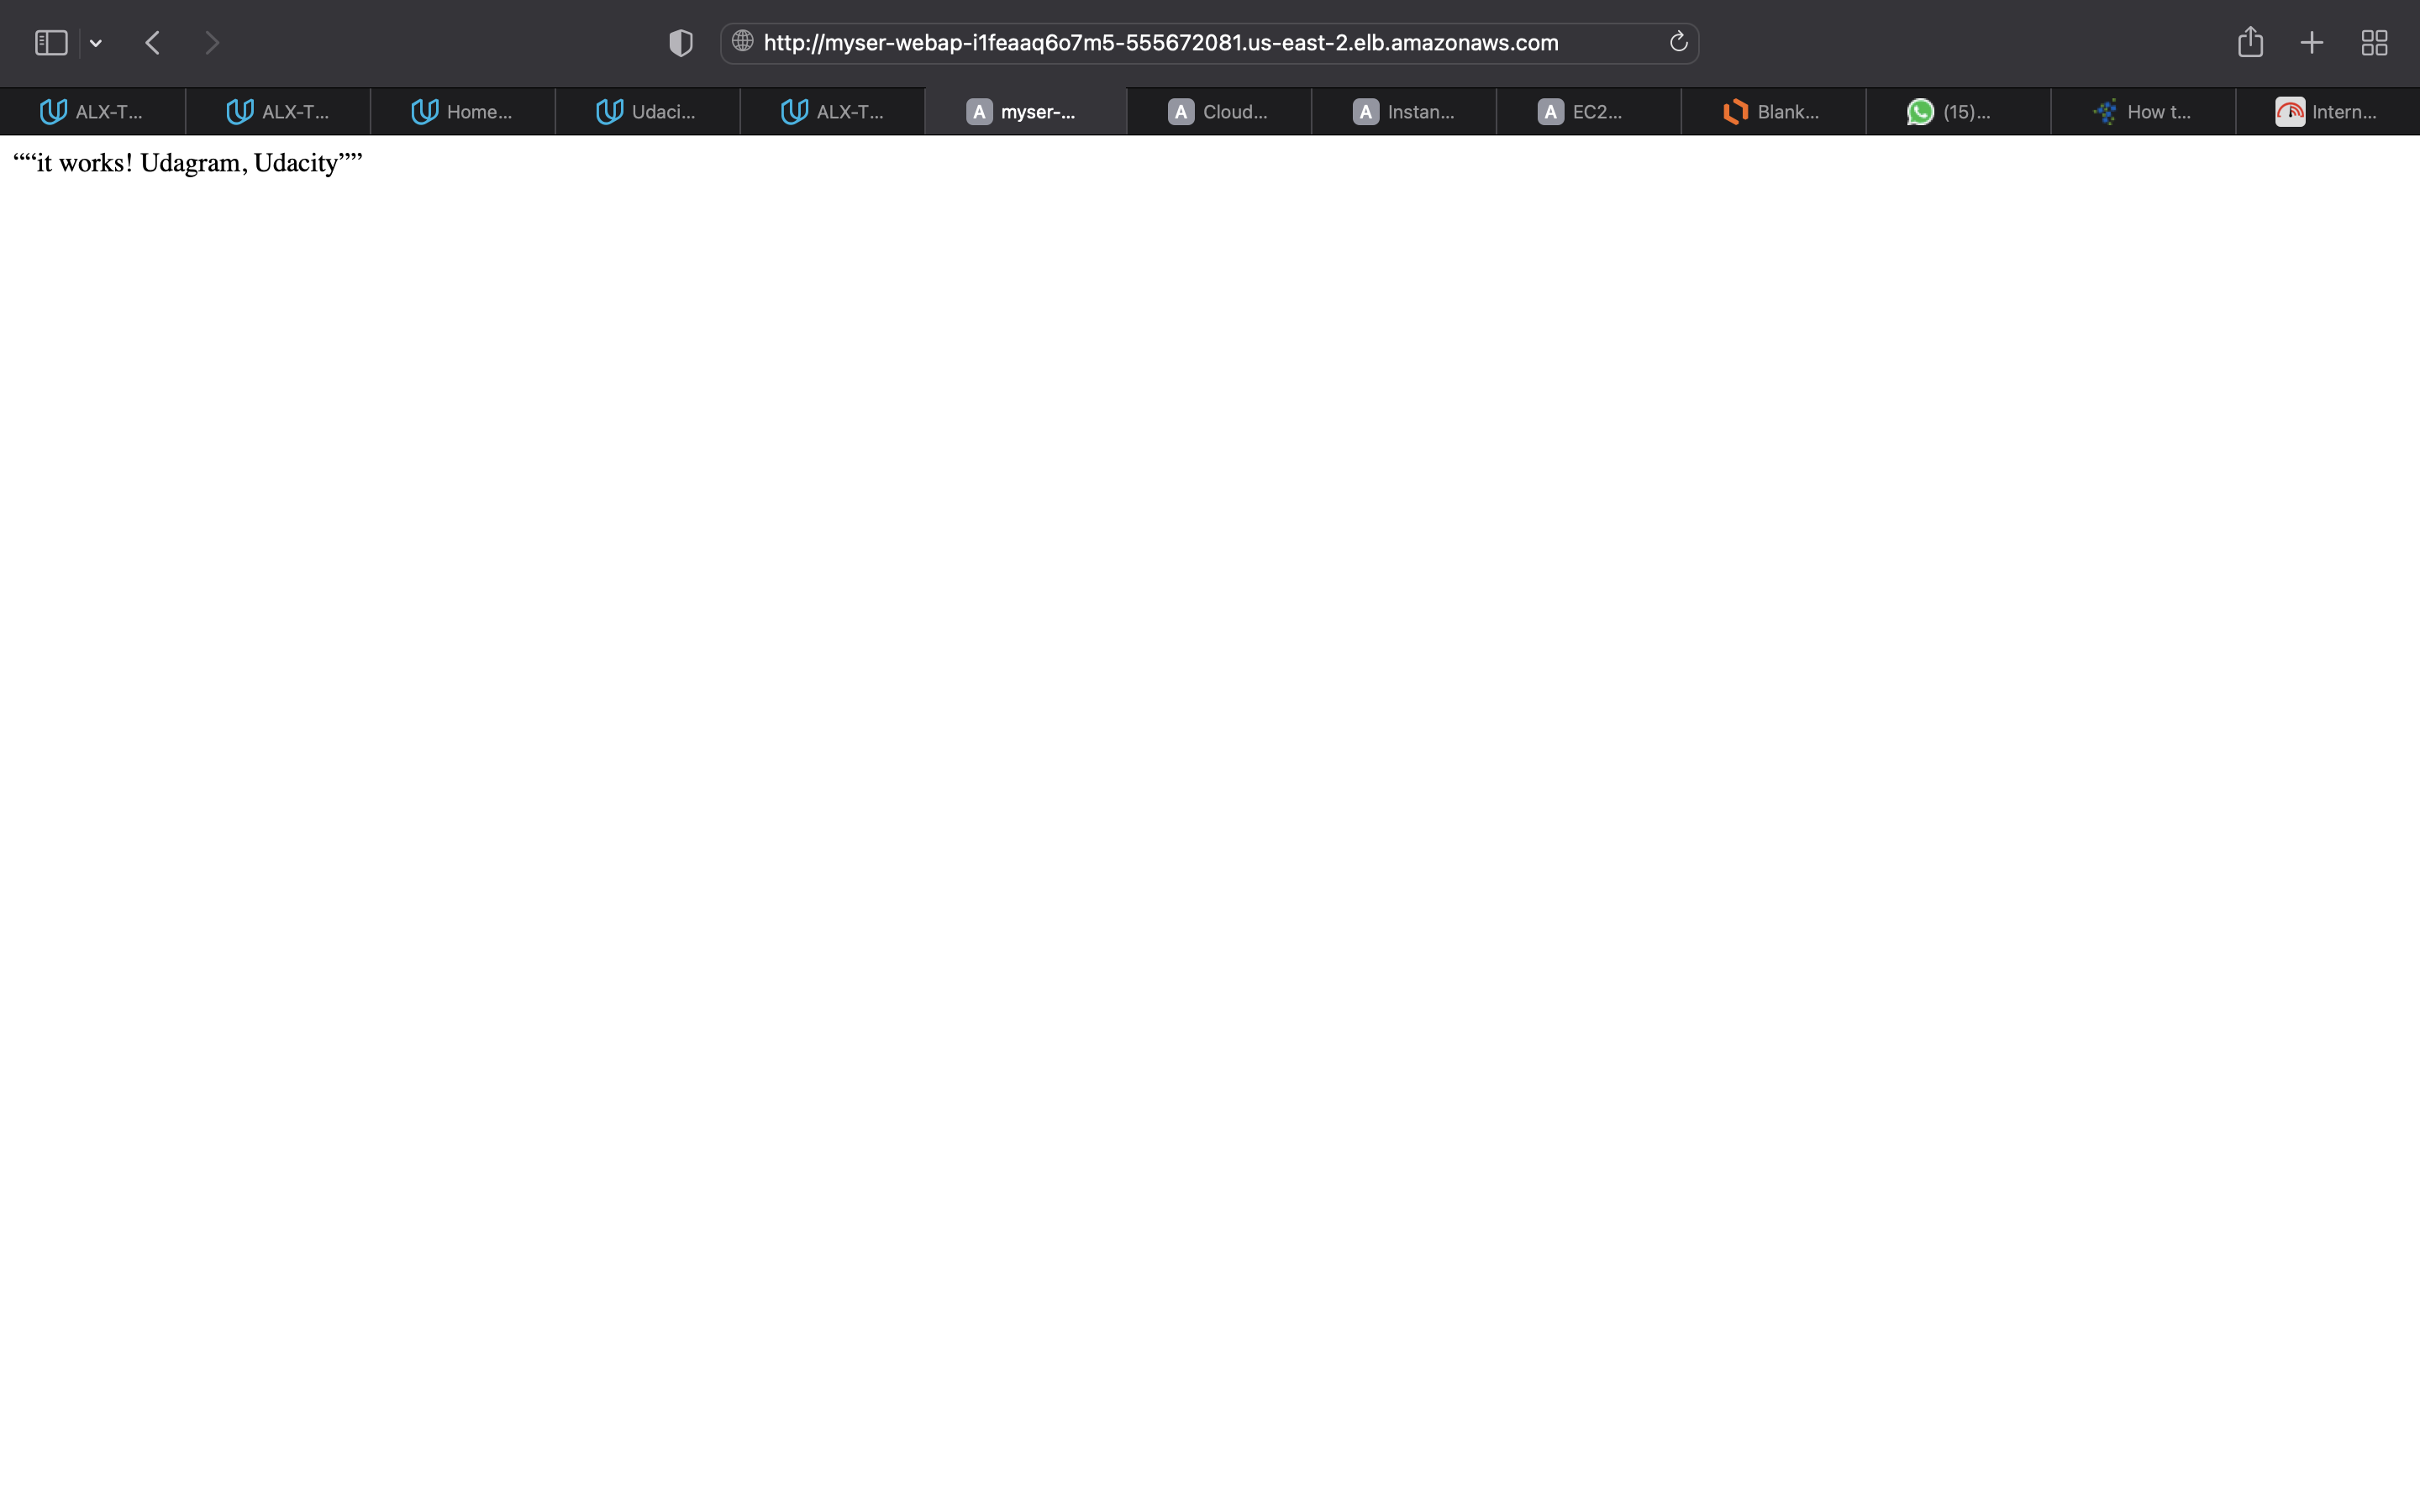 http://myser-webap-i1feaaq6o7m5-555672081.us-east-2.elb.amazonaws.com
ALX-T... ALX-T... Home... Udaci... ALX-T... A myser-... A Cloud... A Instan... A EC2... Blank... (15)... How t... Intern...
““it works! Udagram, Udacity””